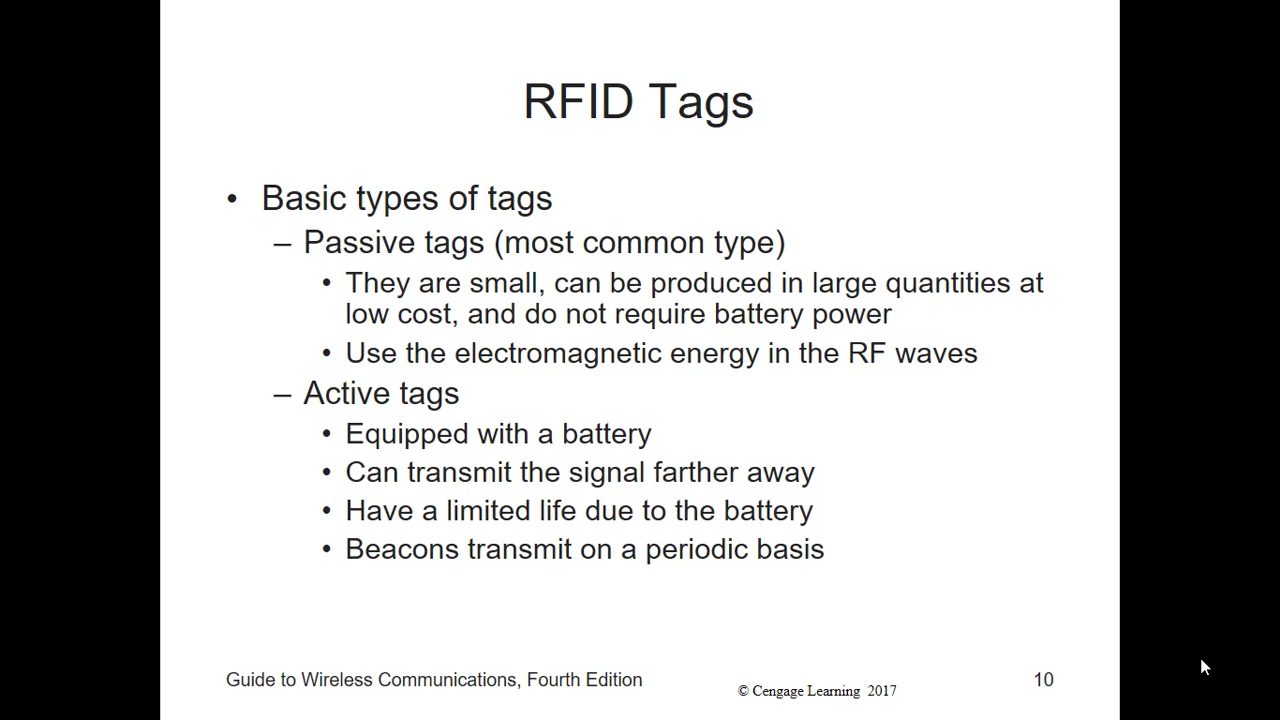 RFID Tags
• Basic types of tags
– Passive tags (most common type)
• They are small, can be produced in large quantities at
low cost, and do not require battery power
• Use the electromagnetic energy in the RF waves
– Active tags
• Equipped with a battery
• Can transmit the signal farther away
• Have a limited life due to the battery
• Beacons transmit on a periodic basis
Guide to Wireless Communications, Fourth Edition
© Cengage Learning 2017
10